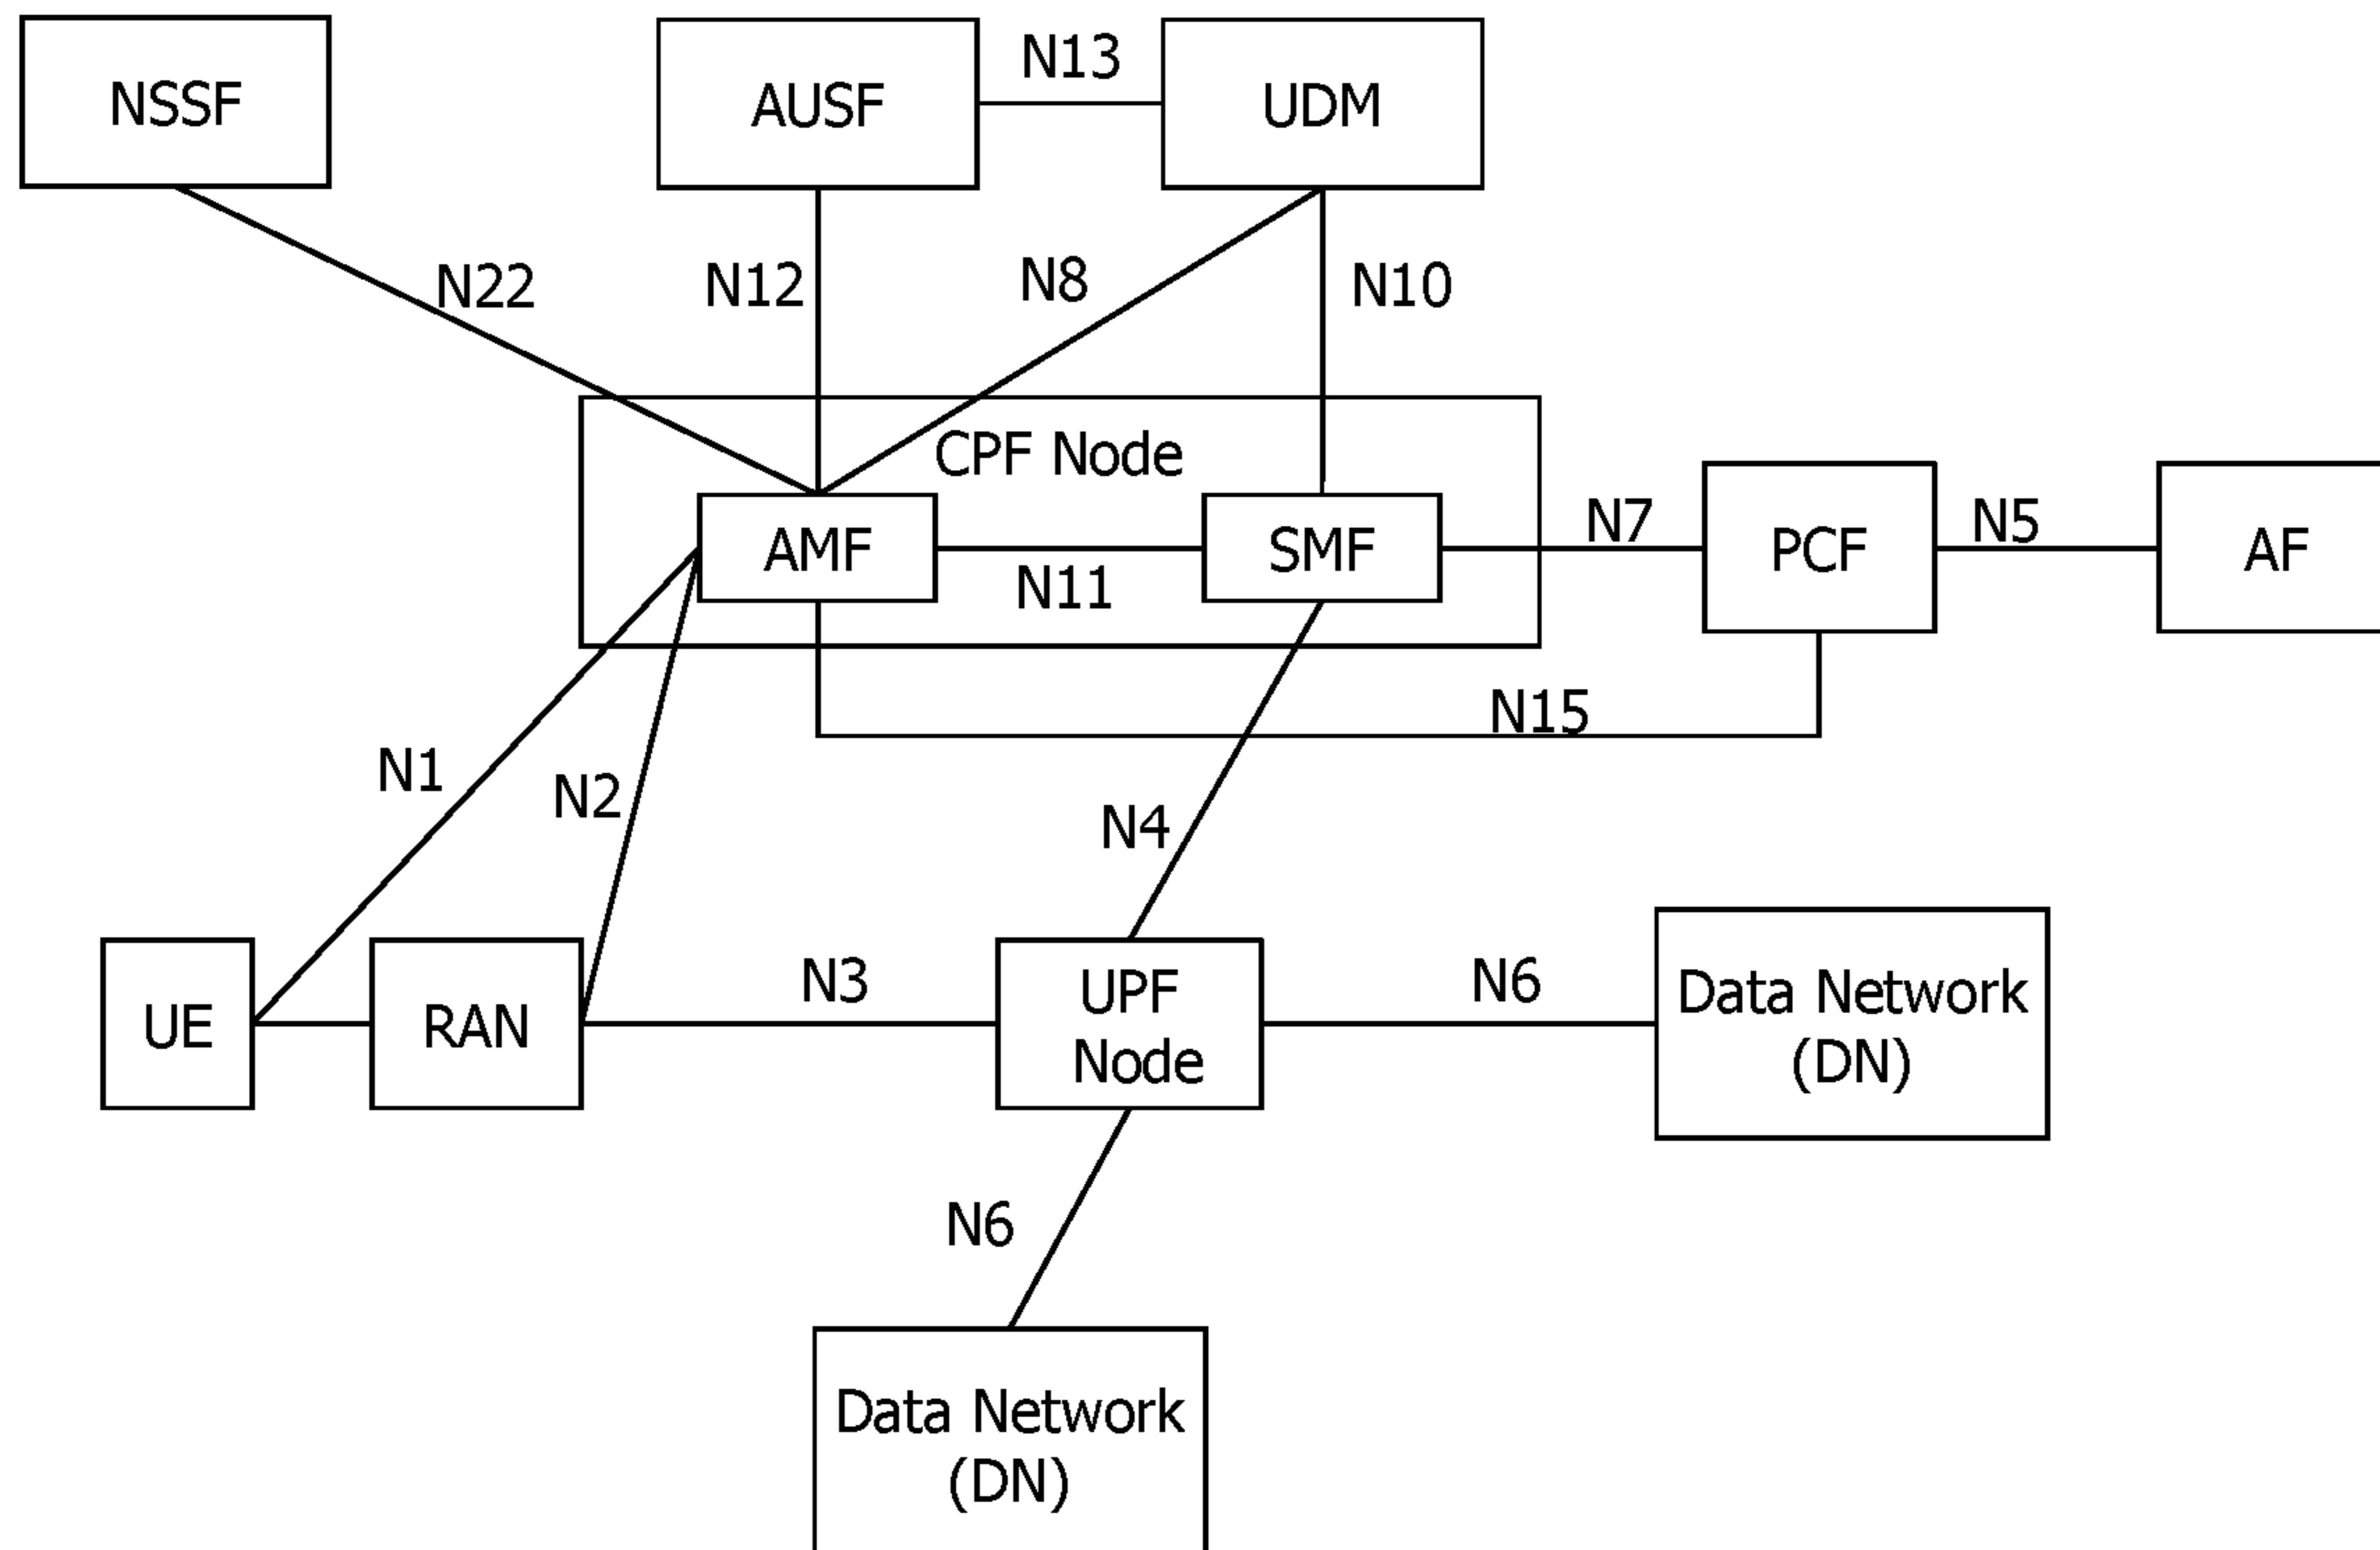 NSSF
AUSF
N13
UDM
N22
N12
N8
N10
CPF Node
AMF
N11
SMF
N7
PCF
N5
AF
N15
N1
N2
N4
UE
RAN
N3
UPF
Node
N6
Data Network
(DN)
N6
Data Network
(DN)